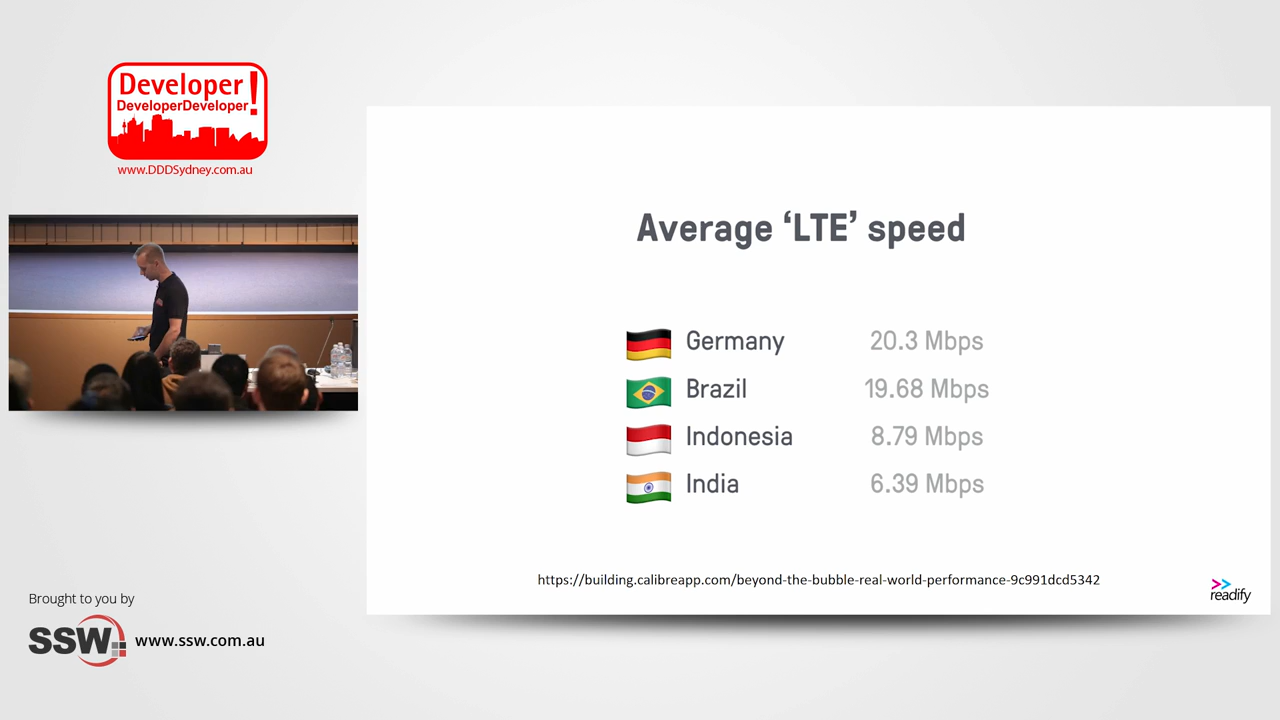 Developer!
DeveloperDeveloper
www.DDDSydney.com.au
Average ‘LTE’ speed
Germany 20.3 Mbps
Brazil 19.68 Mbps
Indonesia 8.79 Mbps
India 6.39 Mbps
https://building.calibreapp.com/beyond-the-bubble-real-world-performance-9c991dcd5342
readify
Brought to you by
SSW www.ssw.com.au